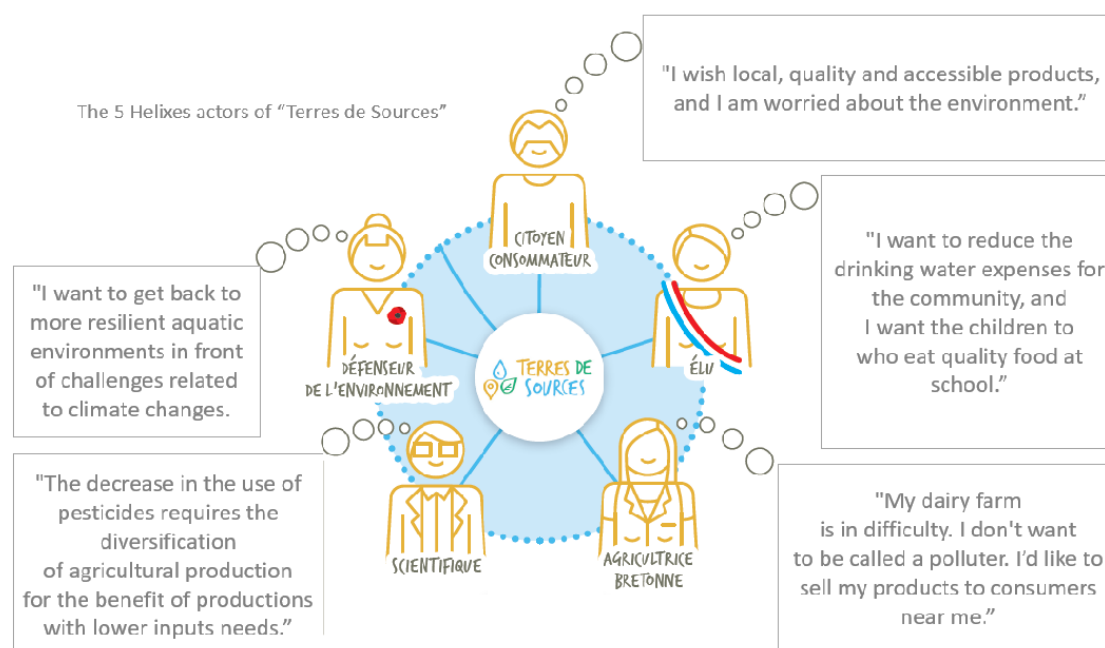 The 5 Helixes actors of “Terres de Sources”
"I wish local, quality and accessible products,
and I am worried about the environment.”
CITOYEN
CONSOMMATEUR
"I want to reduce the
drinking water expenses for
the community, and
I want the children to
who eat quality food at
school.”
ÉLU
"I want to get back to
more resilient aquatic
environments in front
of challenges related
to climate changes.
DÉFENSEUR
DE L'ENVIRONNEMENT
TERRES DE
SOURCES
"The decrease in the use of
pesticides requires the
diversification
of agricultural production
for the benefit of productions
with lower inputs needs.”
SCIENTIFIQUE
AGRICULTRICE
BRETONNE
"My dairy farm
is in difficulty. I don't want
to be called a polluter. I’d like to
sell my products to consumers
near me.”